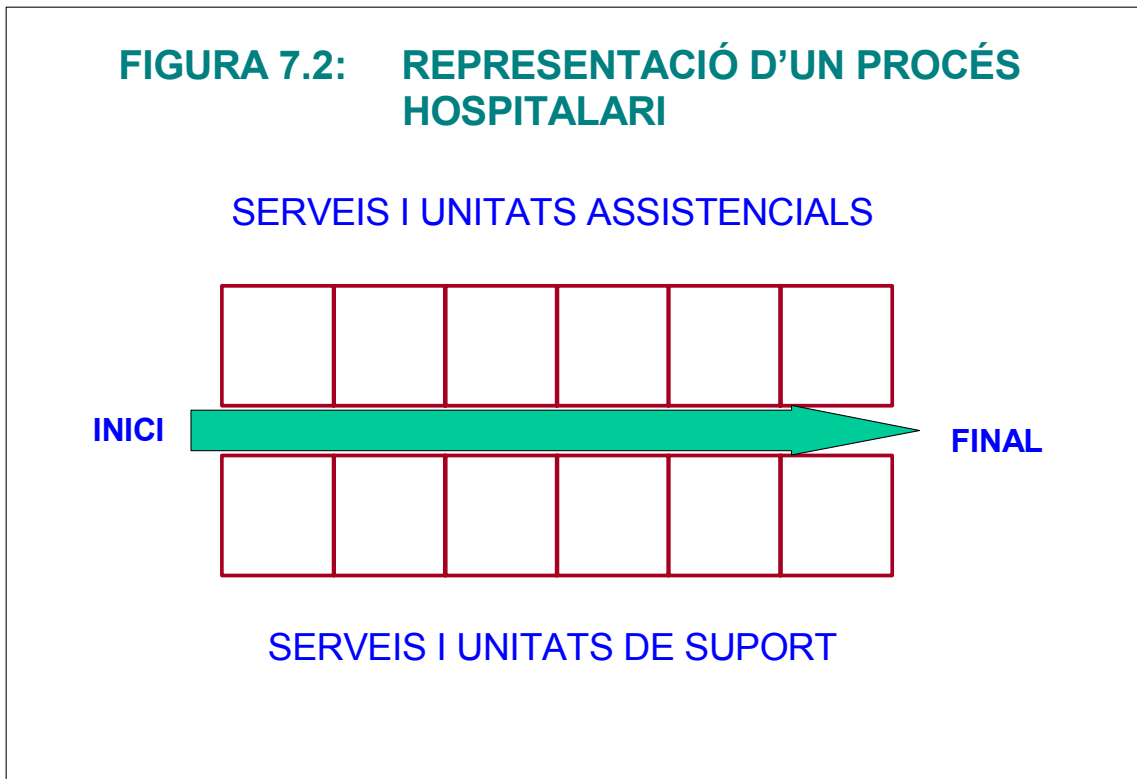 FIGURA 7.2: REPRESENTACIÓ D'UN PROCÉS
HOSPITALARI
SERVEIS I UNITATS ASSISTENCIALS
INICI
FINAL
SERVEIS I UNITATS DE SUPORT